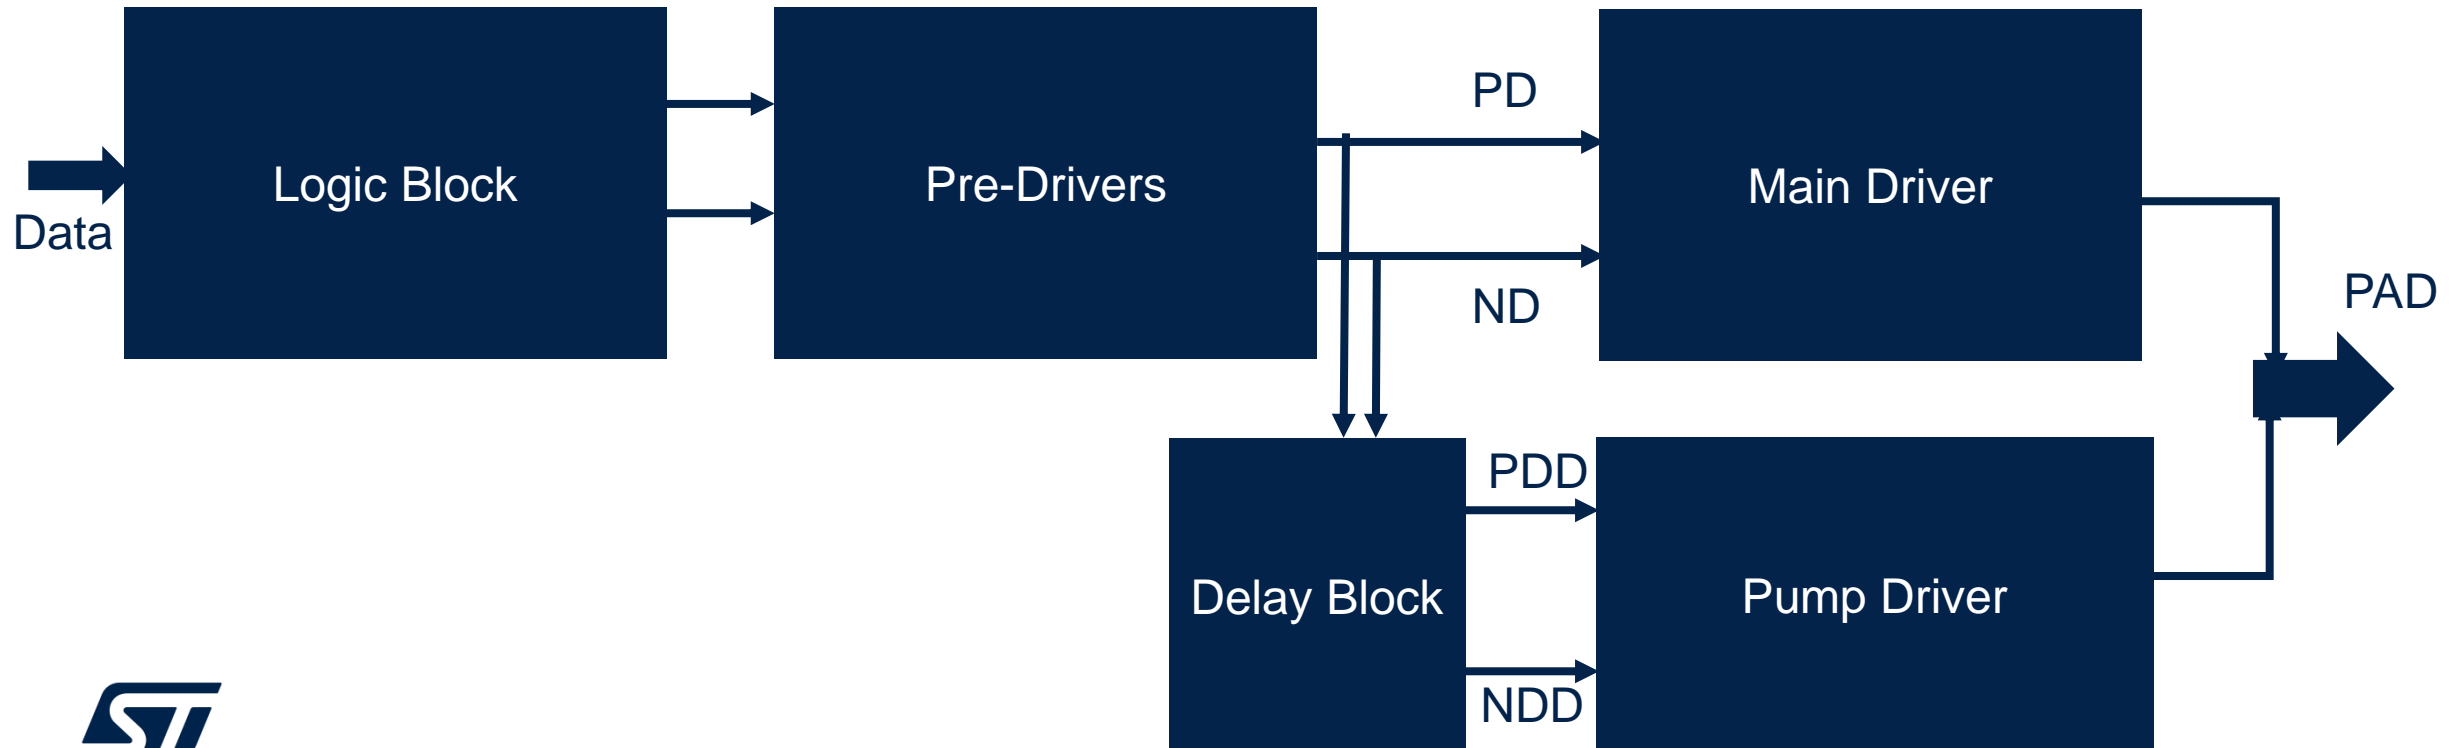 Data
Logic Block
Pre-Drivers
PD
ND
Main Driver
PAD
Delay Block
PDD
NDD
Pump Driver
ST